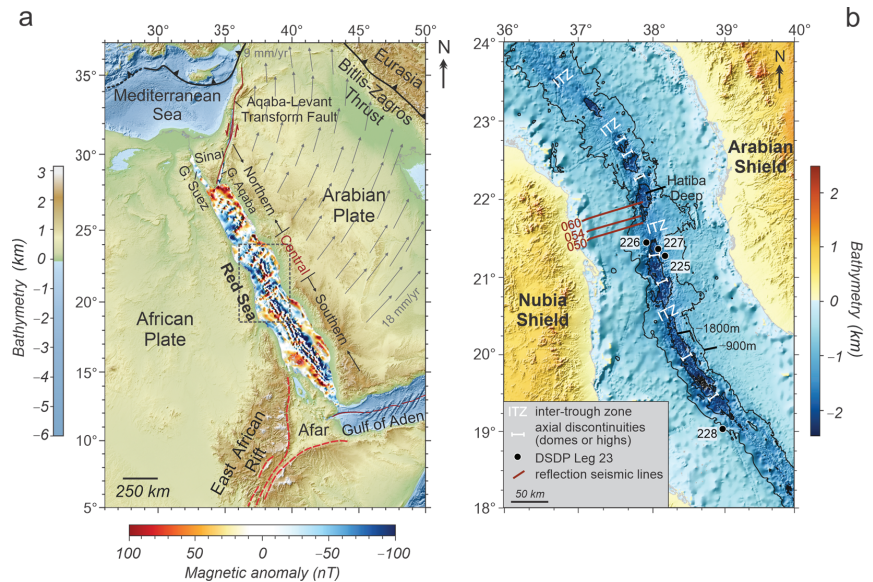 a
30° 35° 40° 45° 50°
N
9 mm/yr
Eurasia
Bitlis-Zagros
Thrust
35°
Mediterranean
Sea
Aqaba-Levant
Transform Fault
30°
Sinai
G. Suez
G. Aqaba
Northern
Arabian
Plate
25°
Central
Red Sea
Southern
20°
18 mm/yr
African
Plate
15°
Gulf of Aden
Afar
East African
Rift
10°
250 km
5°
Bathymetry (km)
3
2
1
0
−1
−2
−3
−4
−5
−6
100 50 0 −50 −100
Magnetic anomaly (nT)
b
36° 37° 38° 39° 40°
24°
N
ITZ
23°
ITZ
Arabian
Shield
22°
Hatiba
Deep
060
054
050
ITZ
226
227
225
21°
Nubia
Shield
ITZ
−1800m
−900m
20°
ITZ inter-trough zone
axial discontinuities
(domes or highs)
DSDP Leg 23
reflection seismic lines
50 km
228
19°
18°
2
1
0
−1
−2
Bathymetry (km)